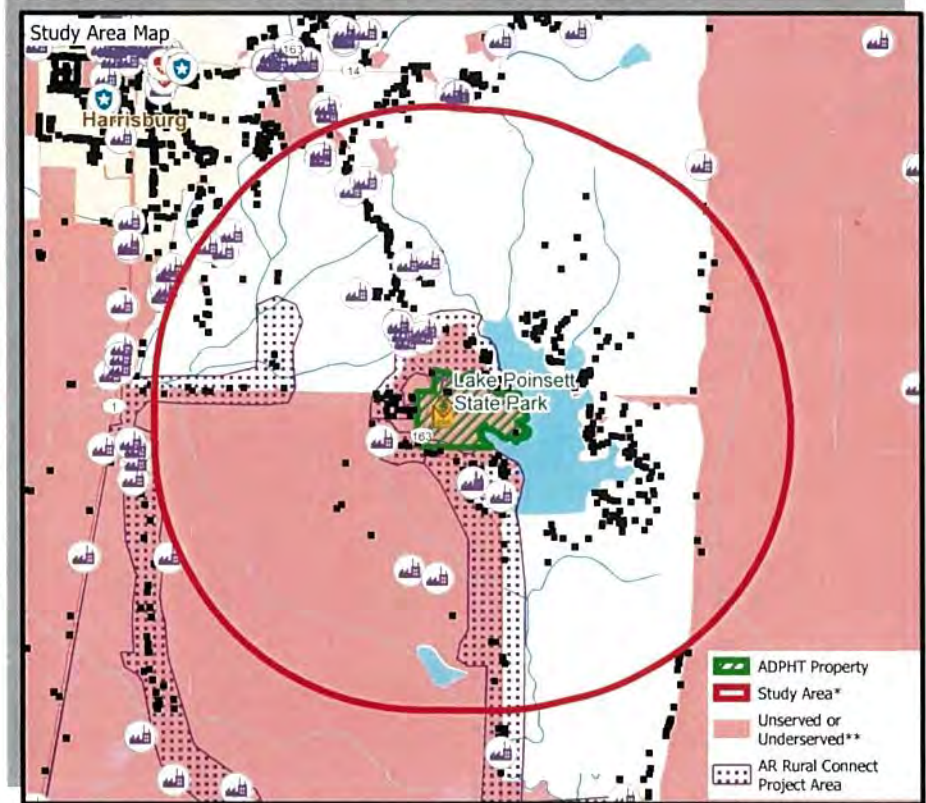 Study Area Map
163
14
Harrisburg
Lake Poinsett
State Park
1
163
ADPHT Property
Study Area*
Unserved or
Underserved**
AR Rural Connect
Project Area